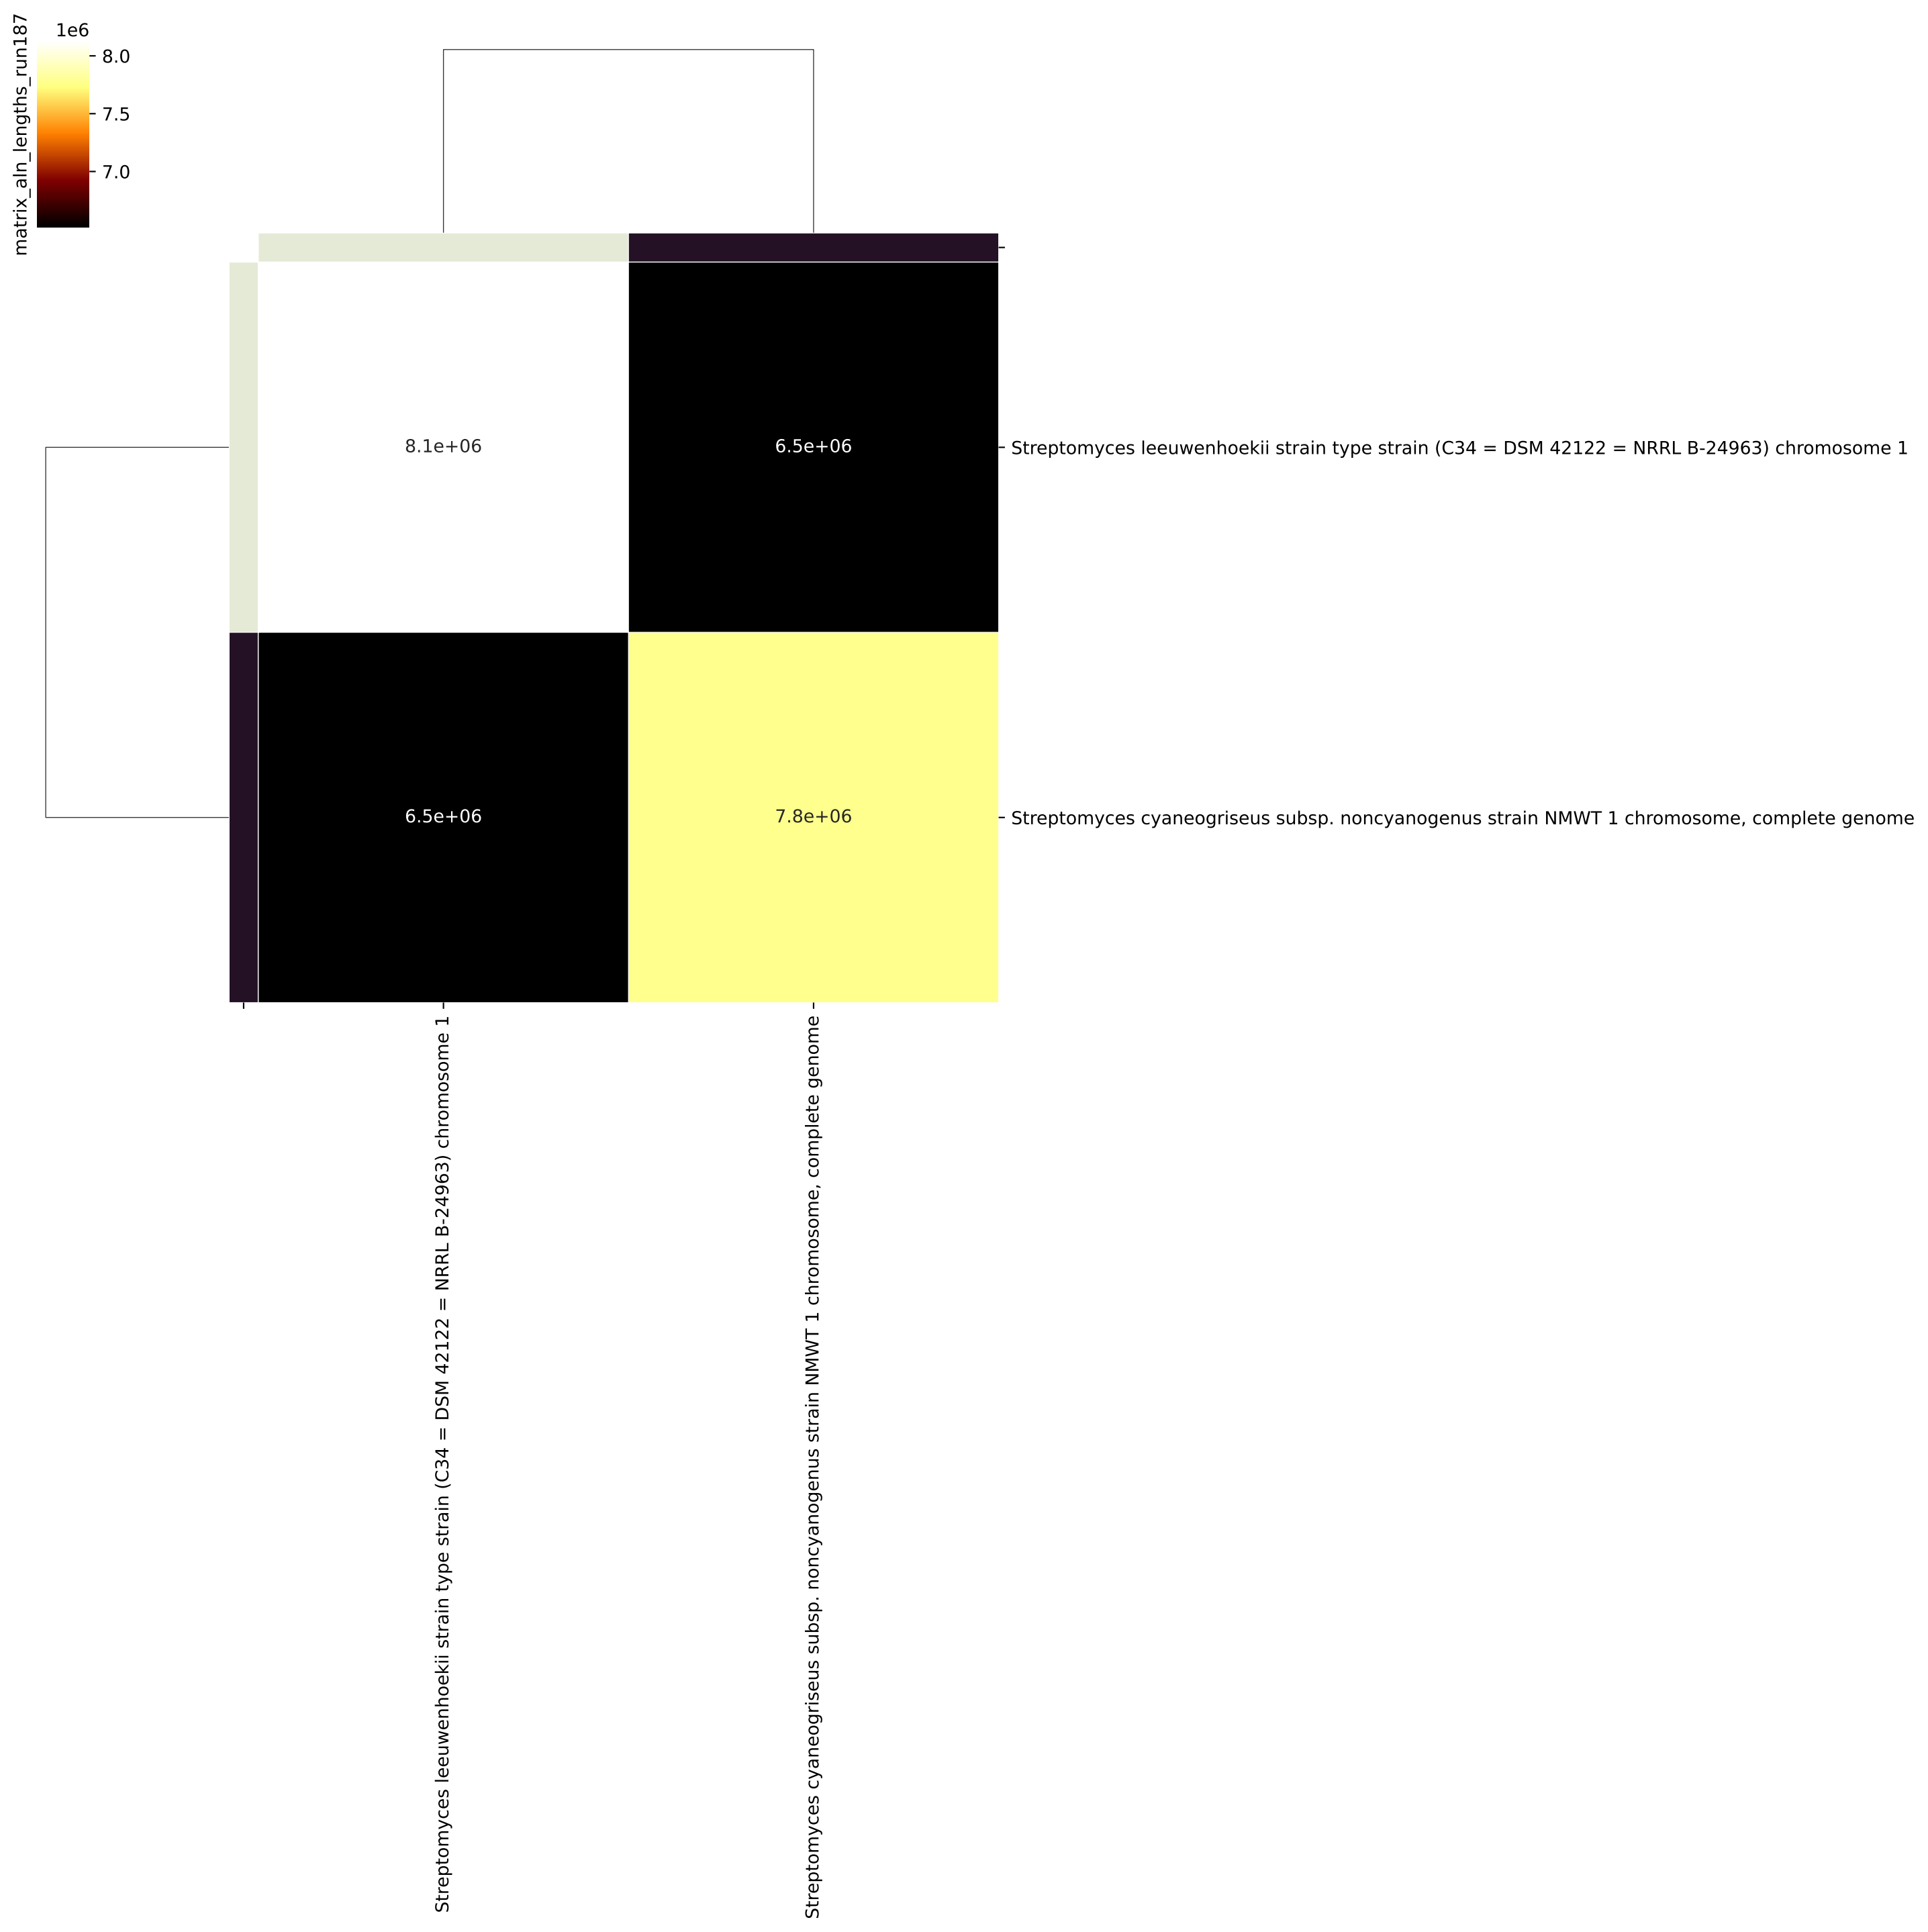 matrix_aln_lengths_run187
1e6
8.0
7.5
7.0
8.1e+06
6.5e+06
Streptomyces leeuwenhoekii strain type strain (C34 = DSM 42122 = NRRL B-24963) chromosome 1
6.5e+06
7.8e+06
Streptomyces cyaneogriseus subsp. noncyanogenus strain NMWT 1 chromosome, complete genome
Streptomyces leeuwenhoekii strain type strain (C34 = DSM 42122 = NRRL B-24963) chromosome 1
Streptomyces cyaneogriseus subsp. noncyanogenus strain NMWT 1 chromosome, complete genome